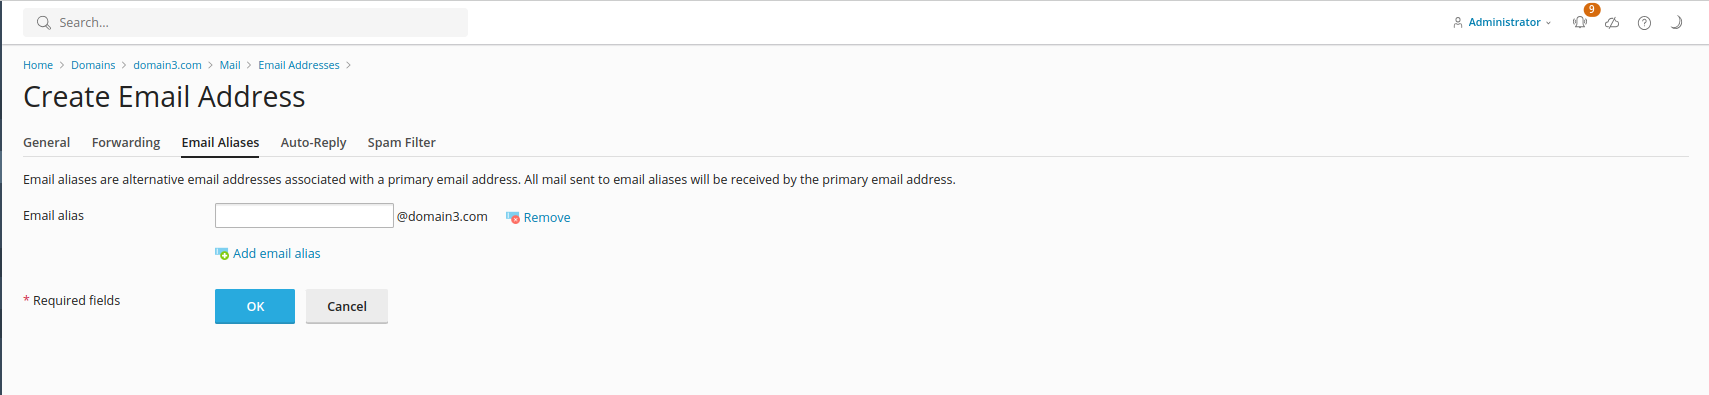 Search...
Administrator
9
Home > Domains > domain3.com > Mail > Email Addresses >
Create Email Address
General Forwarding Email Aliases Auto-Reply Spam Filter
Email aliases are alternative email addresses associated with a primary email address. All mail sent to email aliases will be received by the primary email address.
Email alias @domain3.com Remove
Add email alias
* Required fields OK Cancel